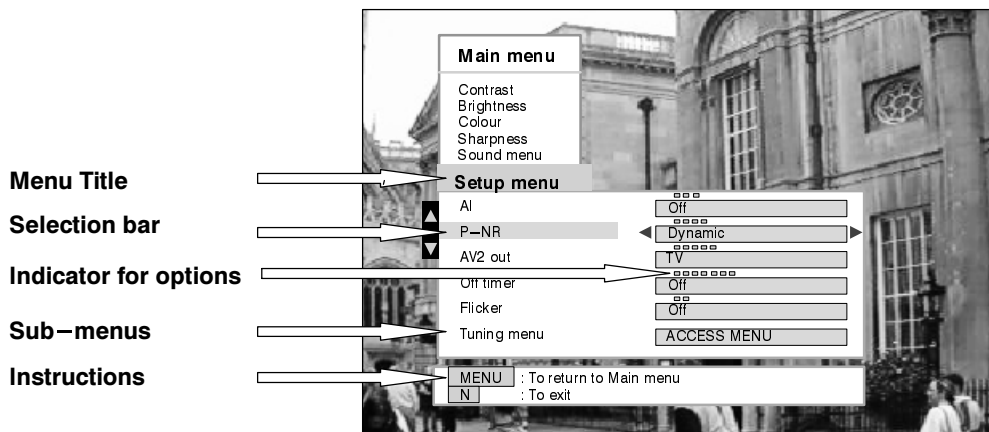 Main menu
Contrast
Brightness
Colour
Sharpness
Sound menu
Menu Title
Setup menu
AI Off
Selection bar
P−NR Dynamic
AV2 out TV
Indicator for options
Off timer Off
Flicker Off
Sub−menus
Tuning menu ACCESS MENU
Instructions
MENU : To return to Main menu
N : To exit